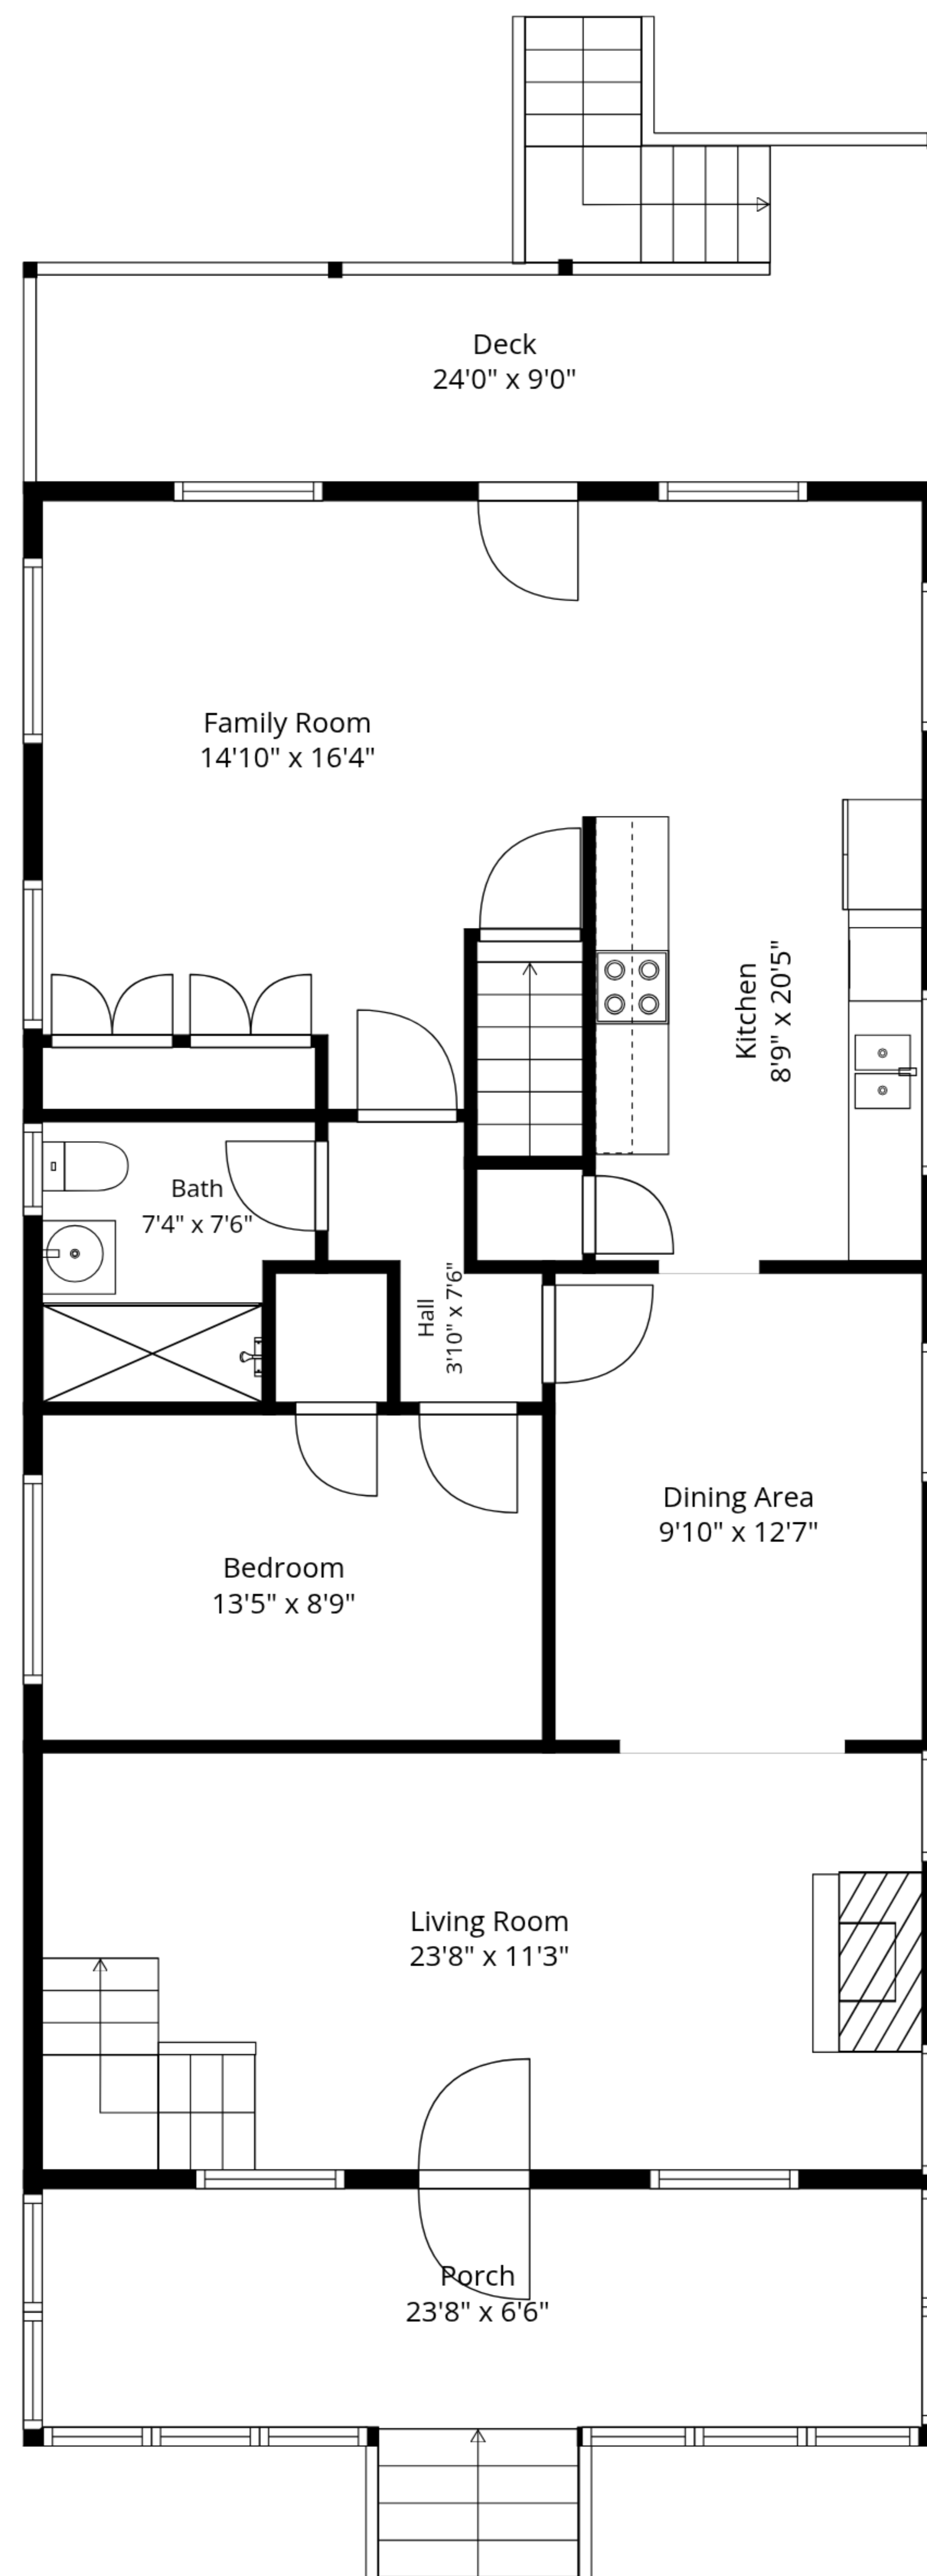 Deck
24'0" x 9'0"
Family Room
14'10" x 16'4"
Kitchen
8'9" x 20'5"
Bath
7'4" x 7'6"
Hall
3'10" x 7'6"
Dining Area
9'10" x 12'7"
Bedroom
13'5" x 8'9"
Living Room
23'8" x 11'3"
Porch
23'8" x 6'6"